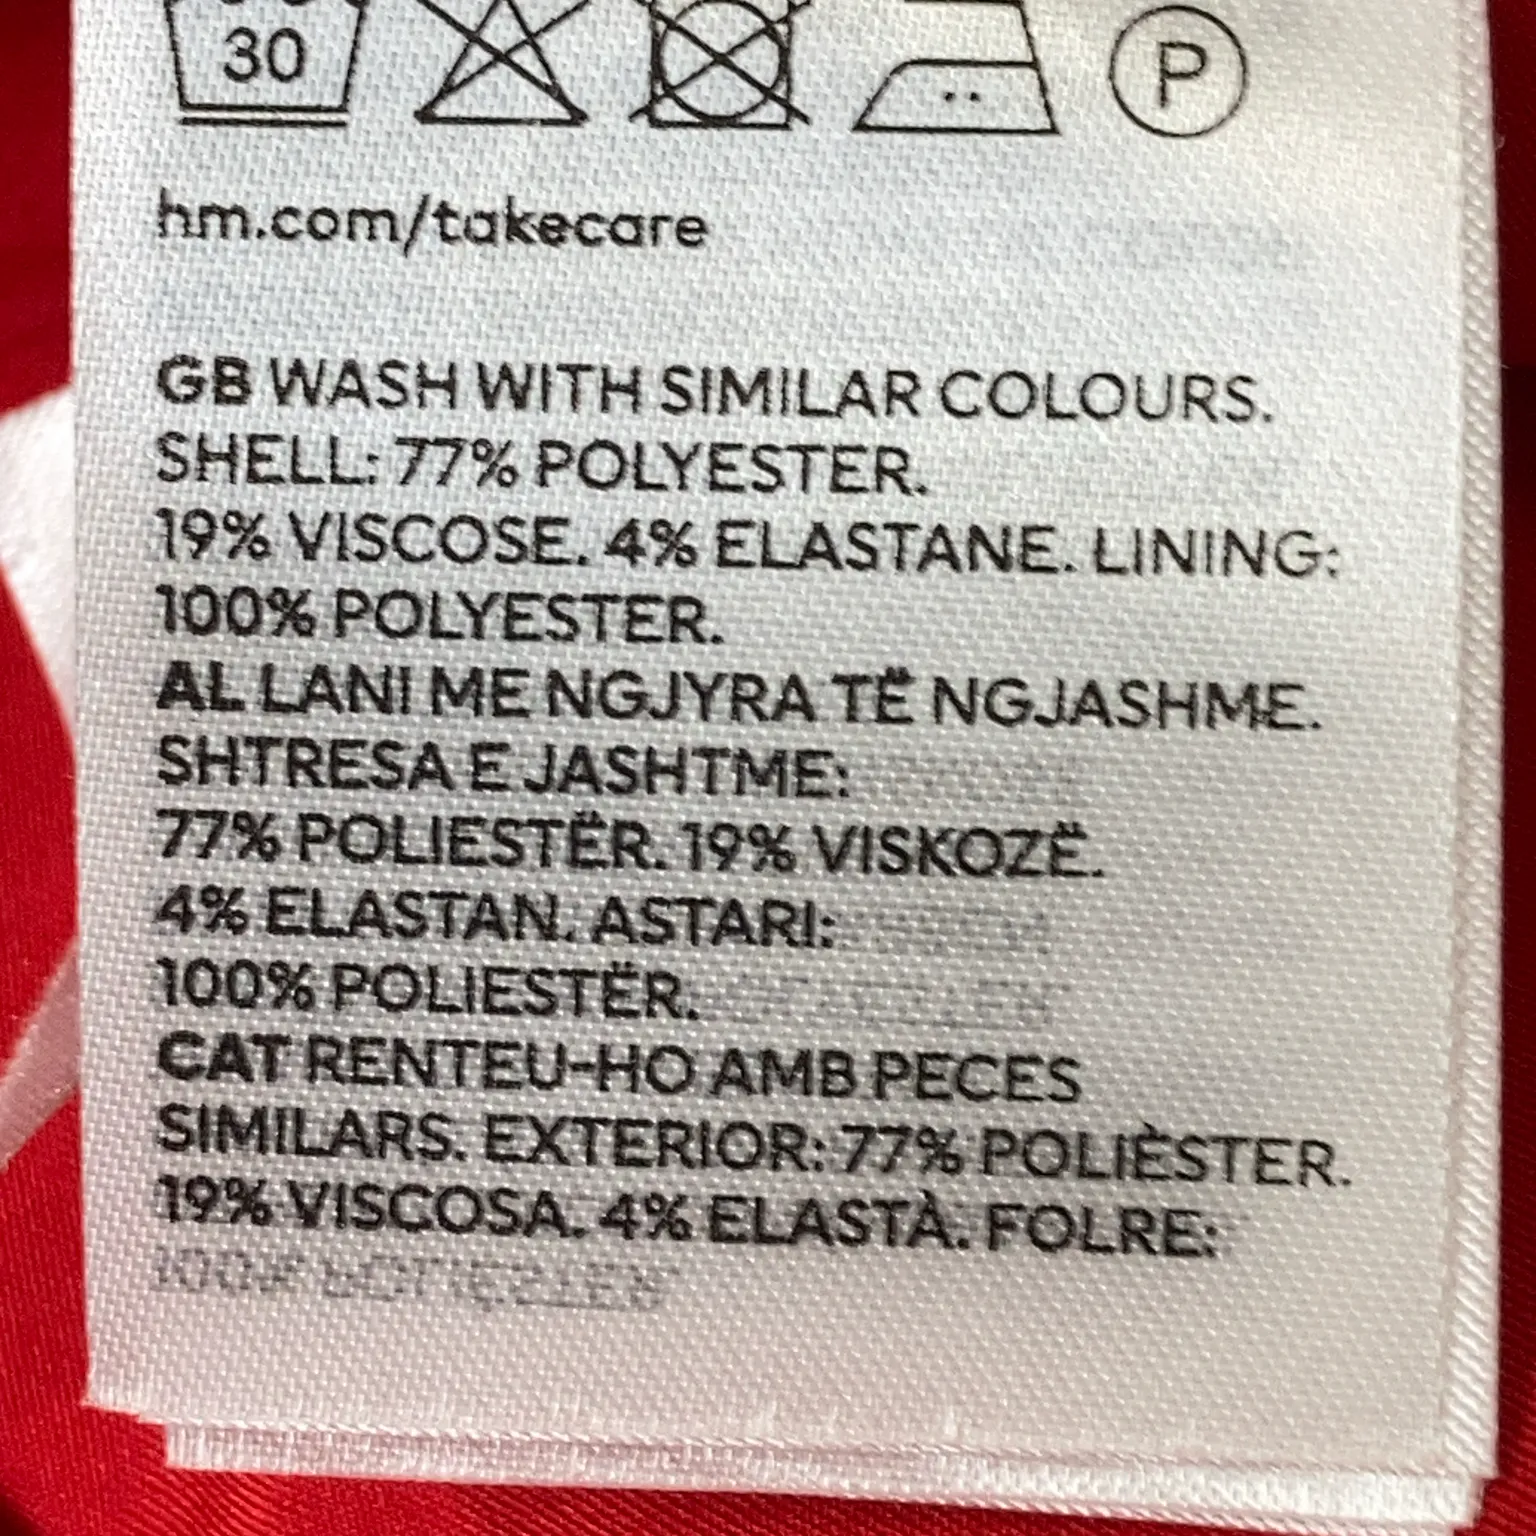 30
P
hm.com/takecare
GB WASH WITH SIMILAR COLOURS.
SHELL: 77% POLYESTER.
19% VISCOSE. 4% ELASTANE. LINING:
100% POLYESTER.
AL LANI ME NGJYRA TË NGJASHME.
SHTRESA E JASHTME:
77% POLIESTËR. 19% VISKOZË.
4% ELASTAN. ASTARI:
100% POLIESTËR.
CAT RENTEU-HO AMB PECES
SIMILARS. EXTERIOR: 77% POLIÈSTER.
19% VISCOSA. 4% ELASTÀ. FOLRE: